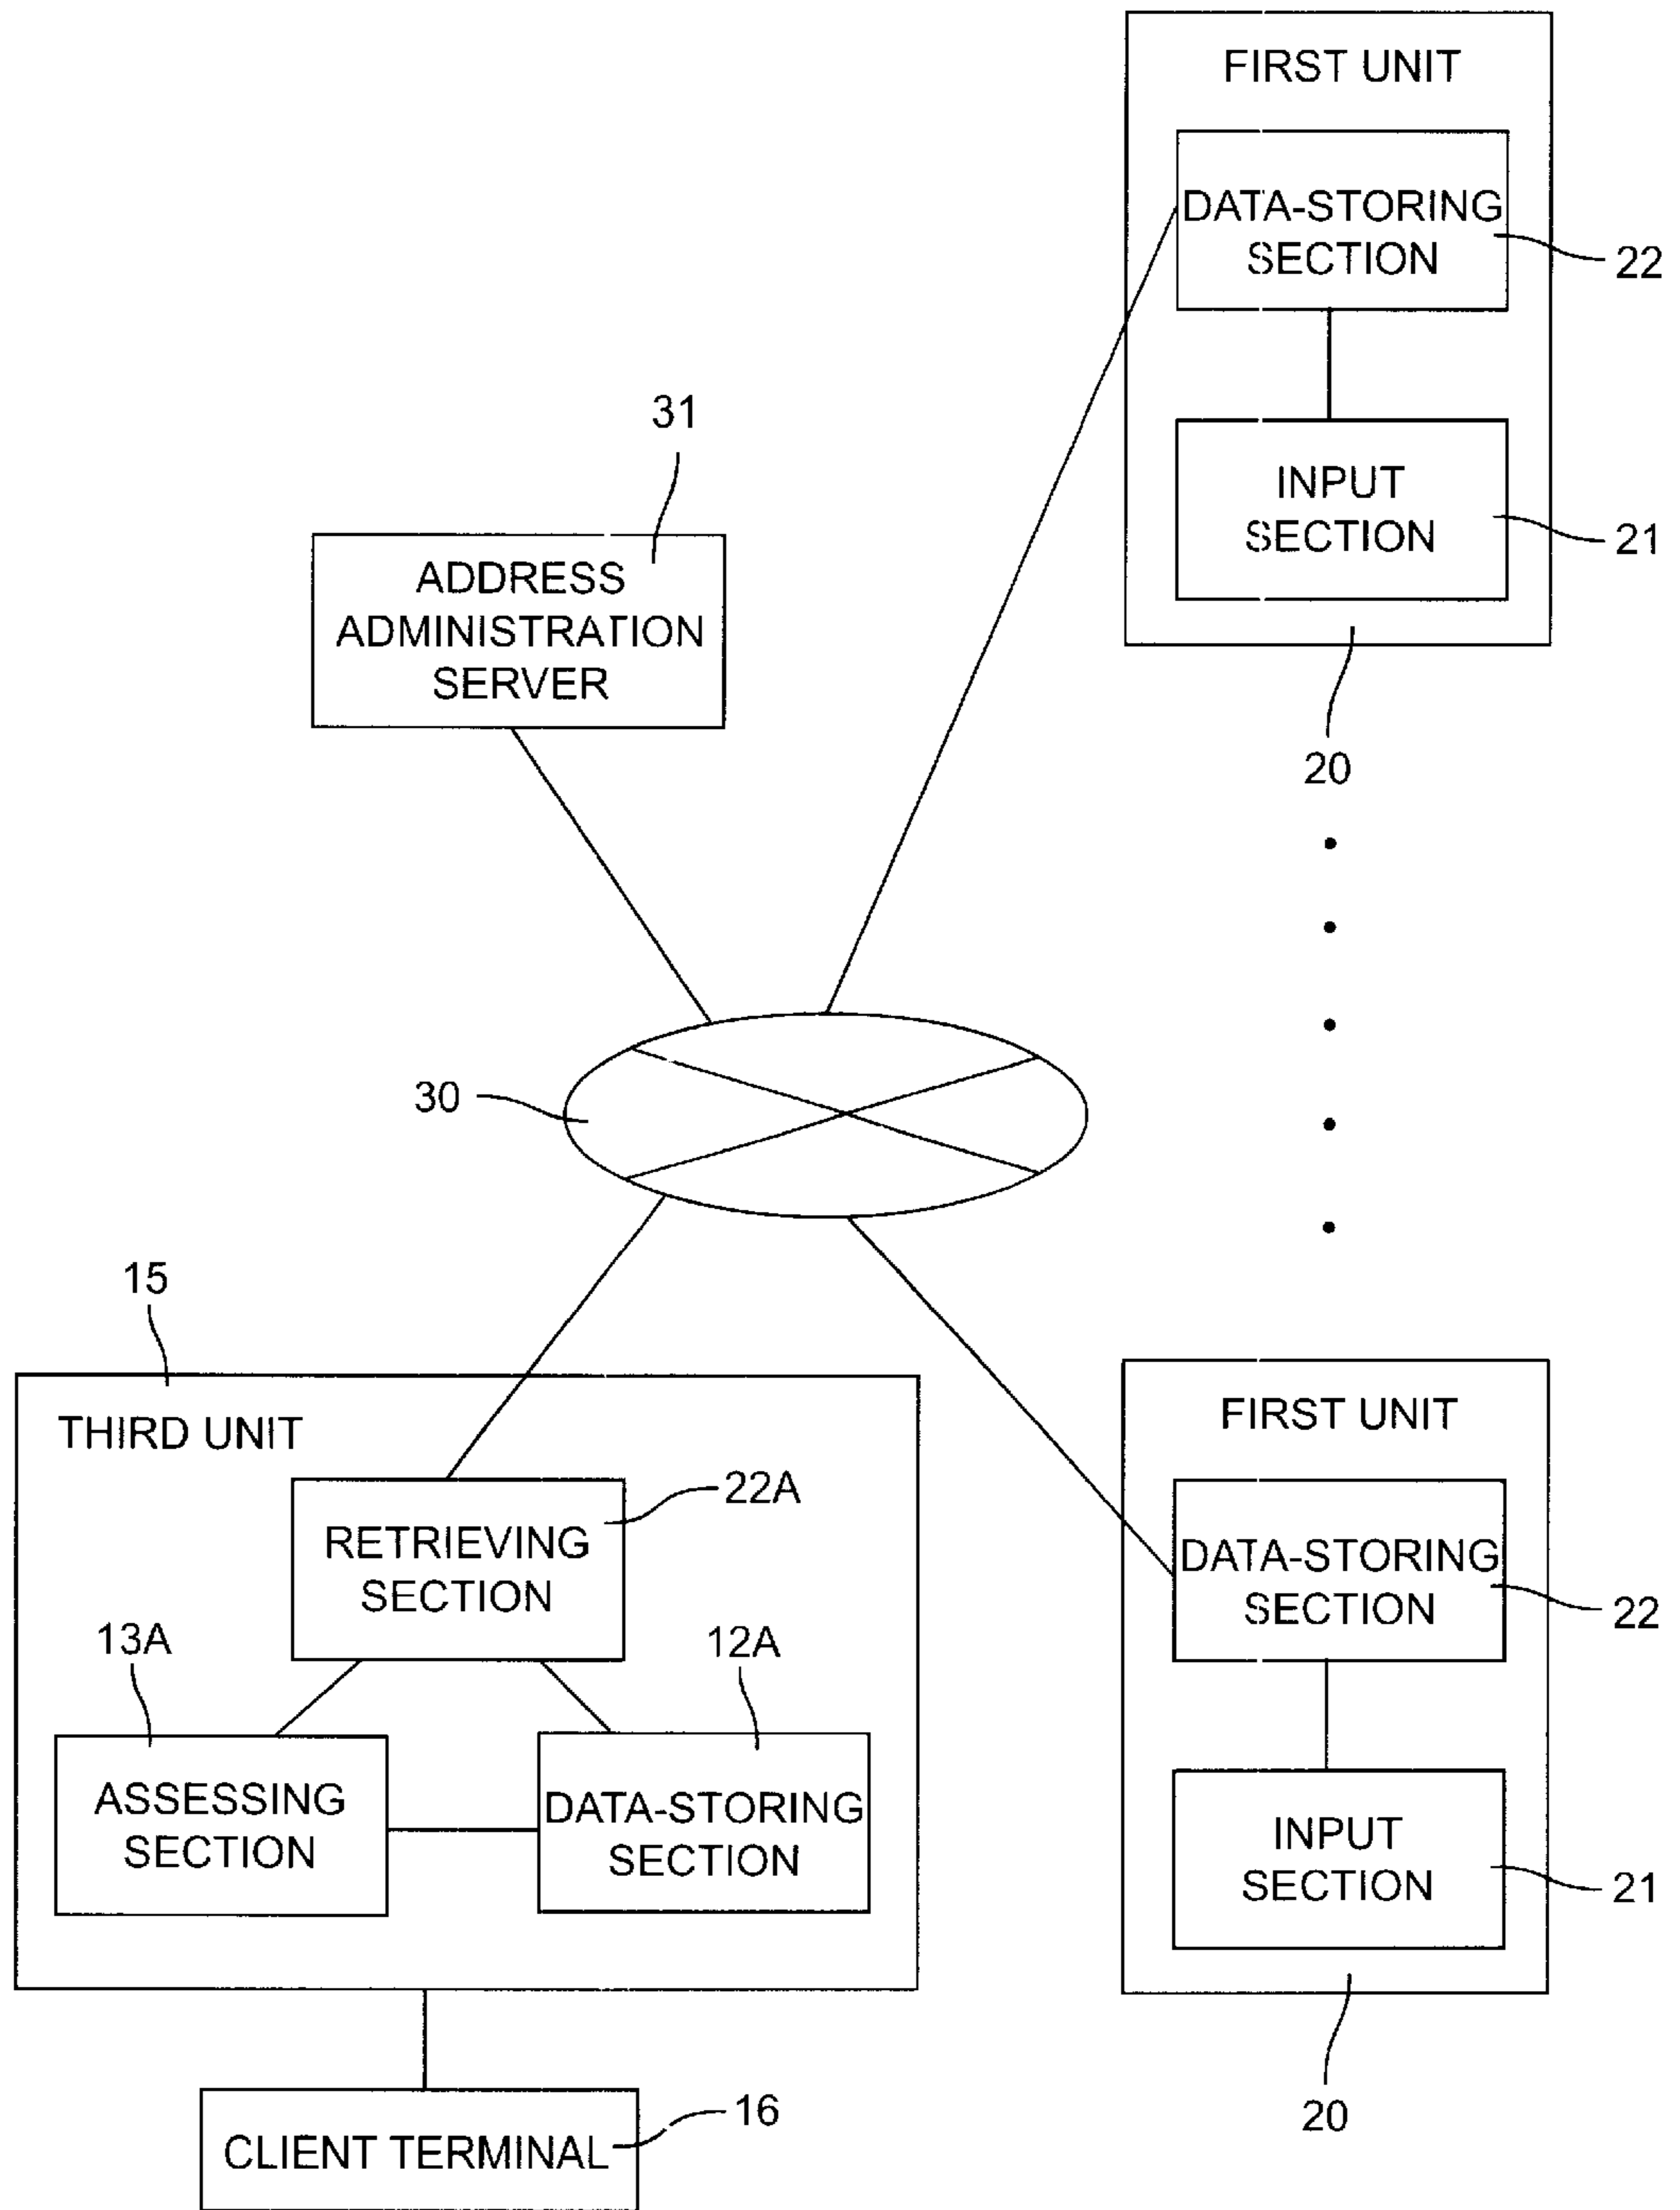 FIRST UNIT
DATA-STORING
SECTION
22
INPUT
SECTION
21
20
31
ADDRESS
ADMINISTRATION
SERVER
30
15
THIRD UNIT
22A
RETRIEVING
SECTION
13A
12A
ASSESSING
SECTION
DATA-STORING
SECTION
FIRST UNIT
DATA-STORING
SECTION
22
INPUT
SECTION
21
20
16
CLIENT TERMINAL